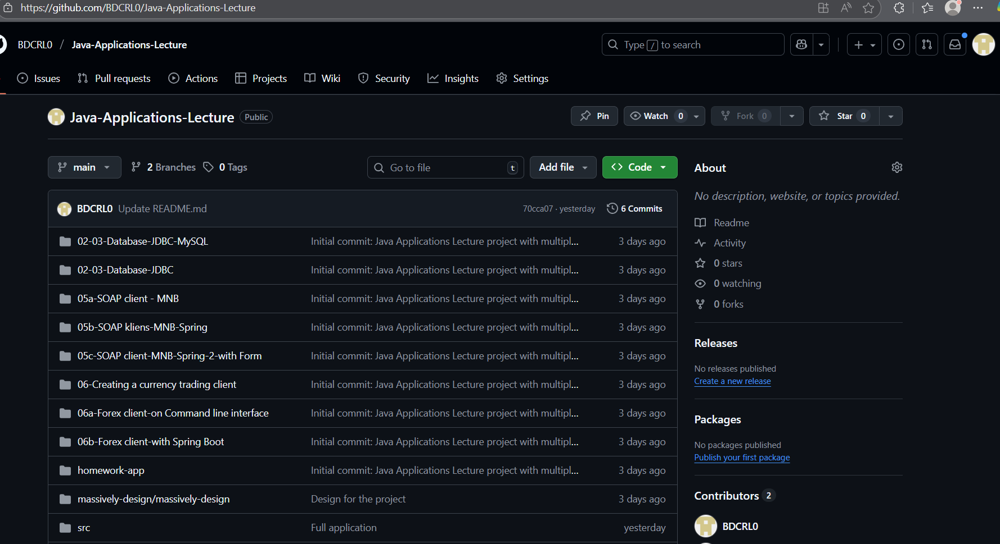 https://github.com/BDCRL0/Java-Applications-Lecture
BDCRL0 / Java-Applications-Lecture
Type / to search
Issues Pull requests Actions Projects Wiki Security Insights Settings
Java-Applications-Lecture Public
Pin Watch 0 Fork 0 Star 0
main 2 Branches 0 Tags Go to file t Add file Code
BDCRL0 Update README.md 70cca07 · yesterday 6 Commits
02-03-Database-JDBC-MySQL Initial commit: Java Applications Lecture project with multipl... 3 days ago
02-03-Database-JDBC Initial commit: Java Applications Lecture project with multipl... 3 days ago
05a-SOAP client - MNB Initial commit: Java Applications Lecture project with multipl... 3 days ago
05b-SOAP kliens-MNB-Spring Initial commit: Java Applications Lecture project with multipl... 3 days ago
05c-SOAP client-MNB-Spring-2-with Form Initial commit: Java Applications Lecture project with multipl... 3 days ago
06-Creating a currency trading client Initial commit: Java Applications Lecture project with multipl... 3 days ago
06a-Forex client-on Command line interface Initial commit: Java Applications Lecture project with multipl... 3 days ago
06b-Forex client-with Spring Boot Initial commit: Java Applications Lecture project with multipl... 3 days ago
homework-app Initial commit: Java Applications Lecture project with multipl... 3 days ago
massively-design/massively-design Design for the project 3 days ago
src Full application yesterday
About
No description, website, or topics provided.
Readme
Activity
0 stars
0 watching
0 forks
Releases
No releases published
Create a new release
Packages
No packages published
Publish your first package
Contributors 2
BDCRL0